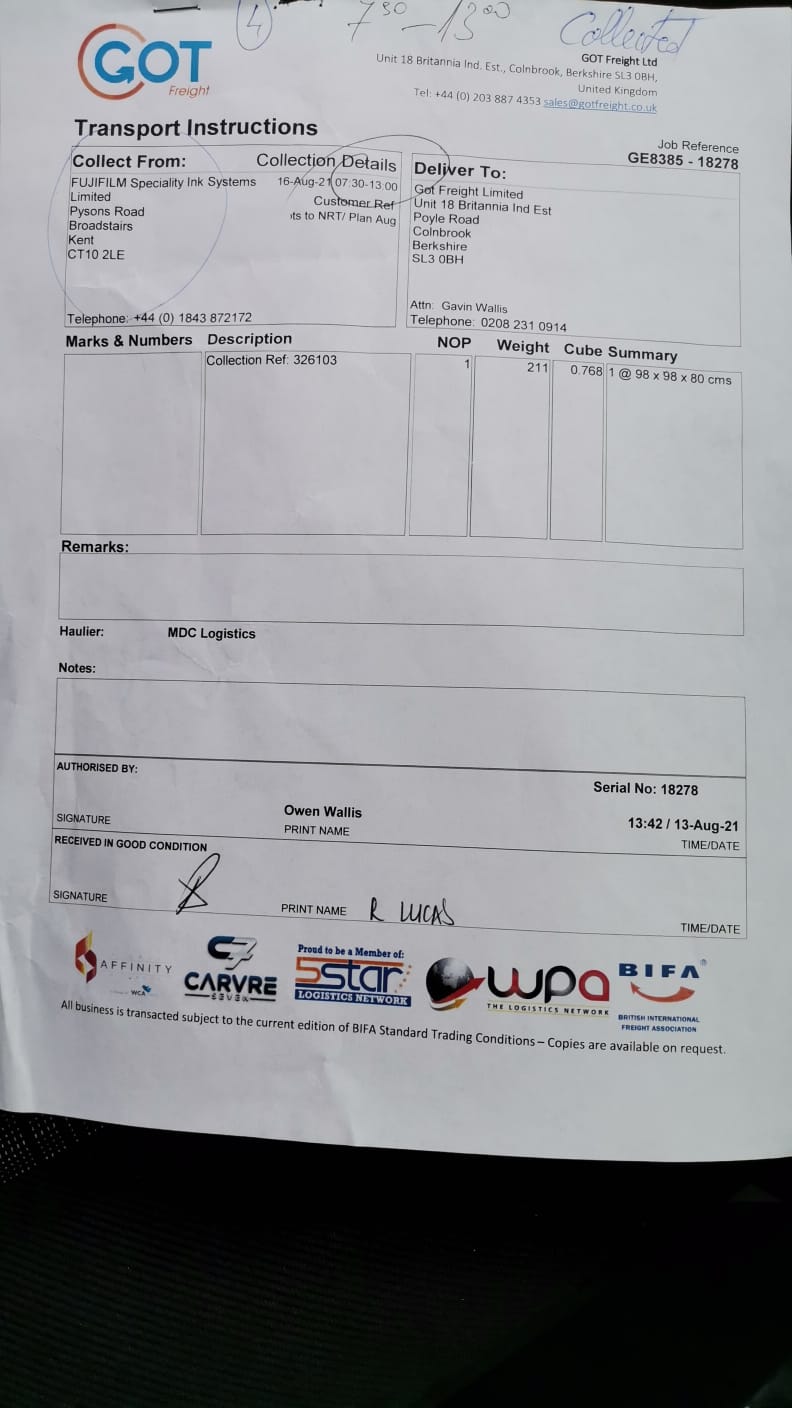 4 7³⁰ - 13⁰⁰ Collected
GOT
Freight
GOT Freight Ltd
Unit 18 Britannia Ind. Est., Colnbrook, Berkshire SL3 0BH,
United Kingdom
Tel: +44 (0) 203 887 4353 sales@gotfreight.co.uk
Transport Instructions
Job Reference
GE8385 - 18278
Collect From: Collection Details
FUJIFILM Speciality Ink Systems 16-Aug-21 07:30-13:00
Limited Customer Ref
Pysons Road ts to NRT/ Plan Aug
Broadstairs
Kent
CT10 2LE
Telephone: +44 (0) 1843 872172
Deliver To:
Got Freight Limited
Unit 18 Britannia Ind Est
Poyle Road
Colnbrook
Berkshire
SL3 0BH
Attn: Gavin Wallis
Telephone: 0208 231 0914
Marks & Numbers Description NOP Weight Cube Summary
Collection Ref: 326103 1 211 0.768 1 @ 98 x 98 x 80 cms
Remarks:
Haulier: MDC Logistics
Notes:
AUTHORISED BY:
Serial No: 18278
Owen Wallis 13:42 / 13-Aug-21
SIGNATURE PRINT NAME TIME/DATE
RECEIVED IN GOOD CONDITION
SIGNATURE PRINT NAME R LUCAS TIME/DATE
AFFINITY
WCA
CARVRE
SEVEN
Proud to be a Member of:
5star
LOGISTICS NETWORK
wpa
THE LOGISTICS NETWORK
BIFA®
BRITISH INTERNATIONAL
FREIGHT ASSOCIATION
All business is transacted subject to the current edition of BIFA Standard Trading Conditions – Copies are available on request.